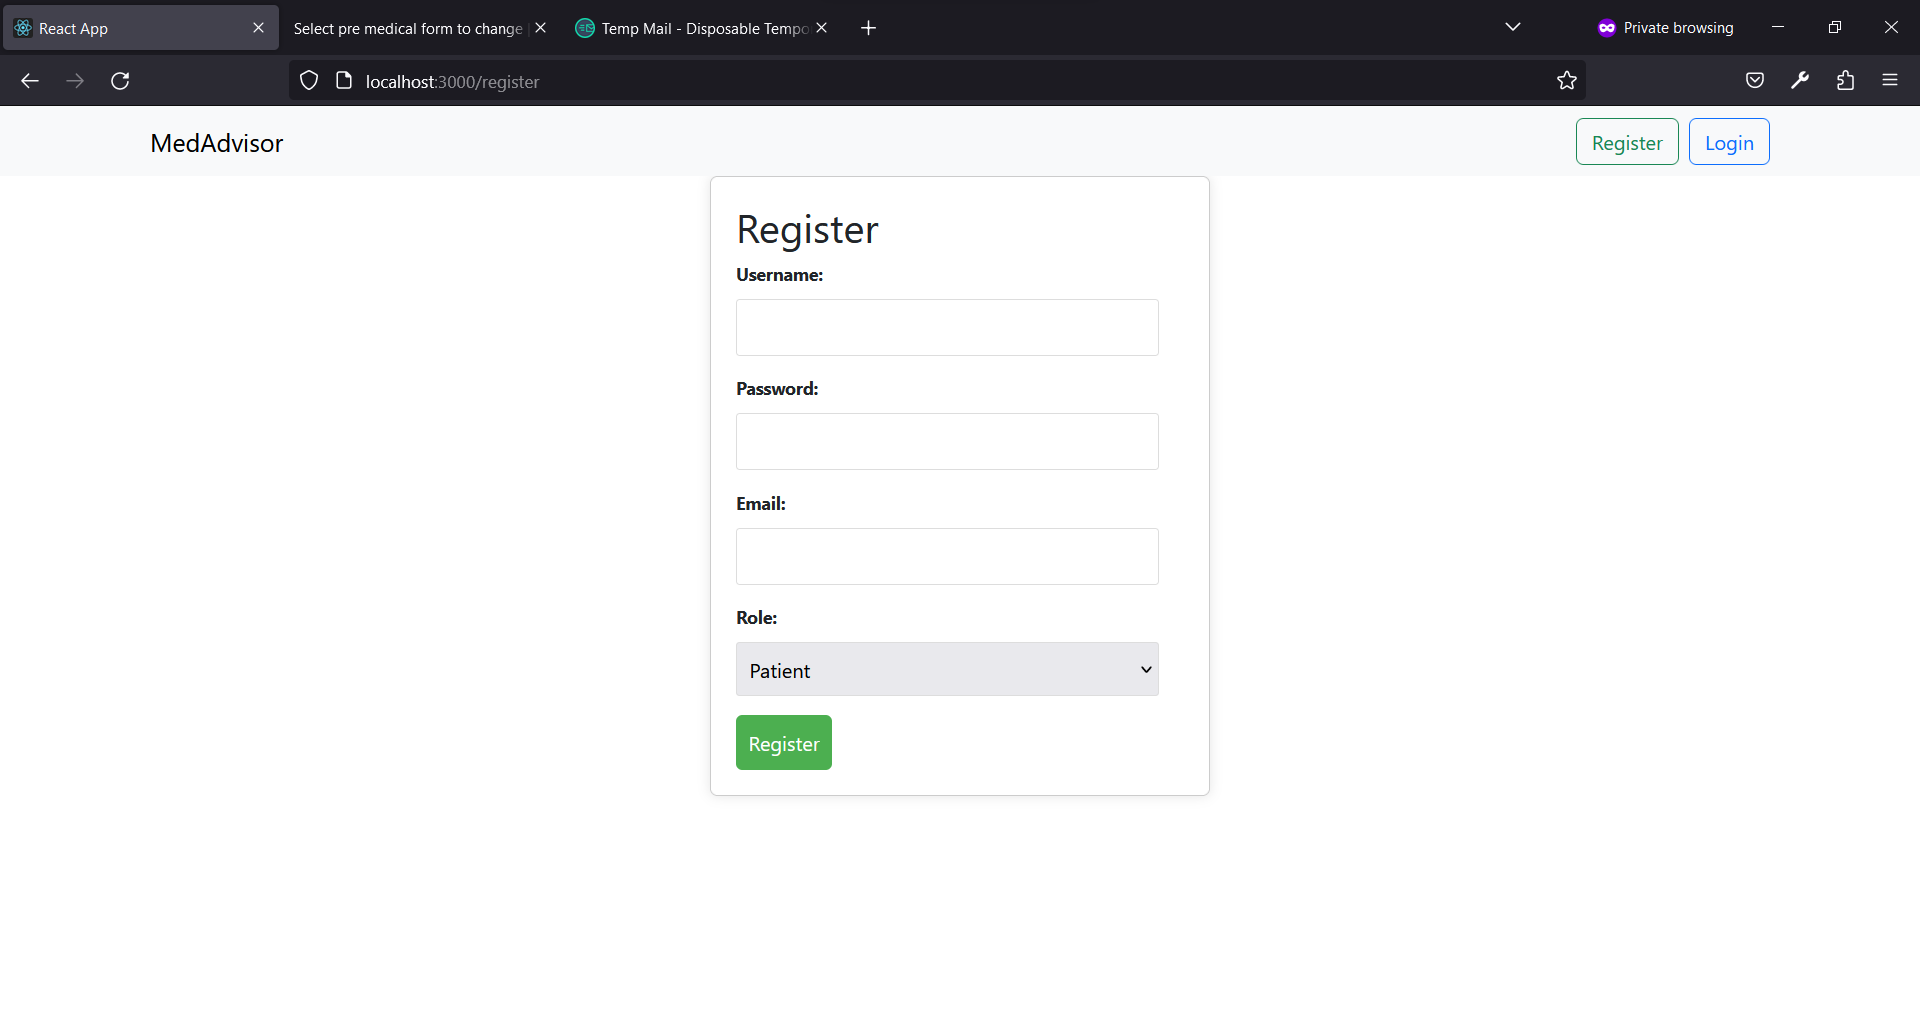 React App
Select pre medical form to change
Temp Mail - Disposable Tempo
Private browsing
localhost:3000/register
MedAdvisor
Register
Login
Register
Username:
Password:
Email:
Role:
Patient
Register